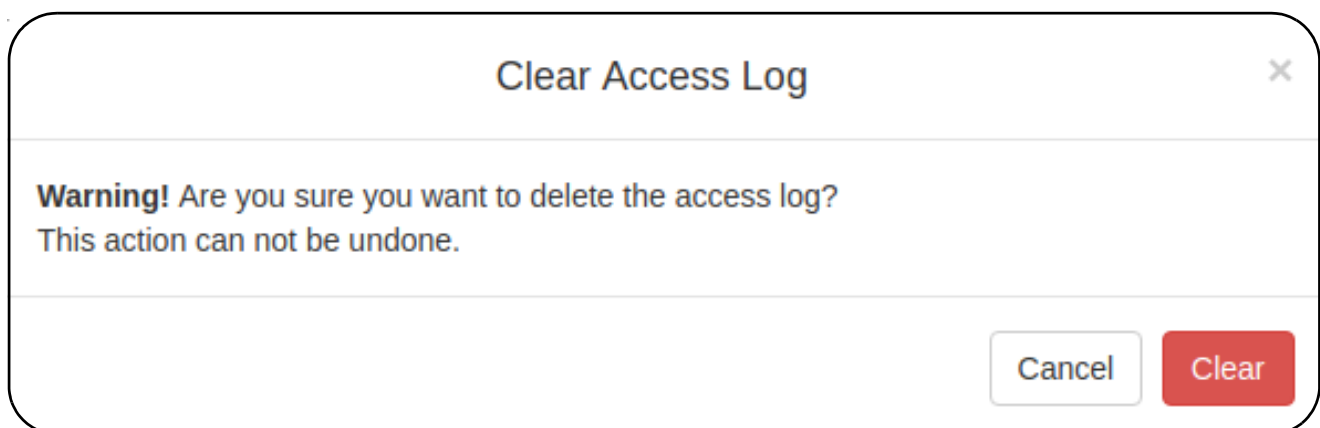 Clear Access Log
×
Warning! Are you sure you want to delete the access log?
This action can not be undone.
Cancel Clear